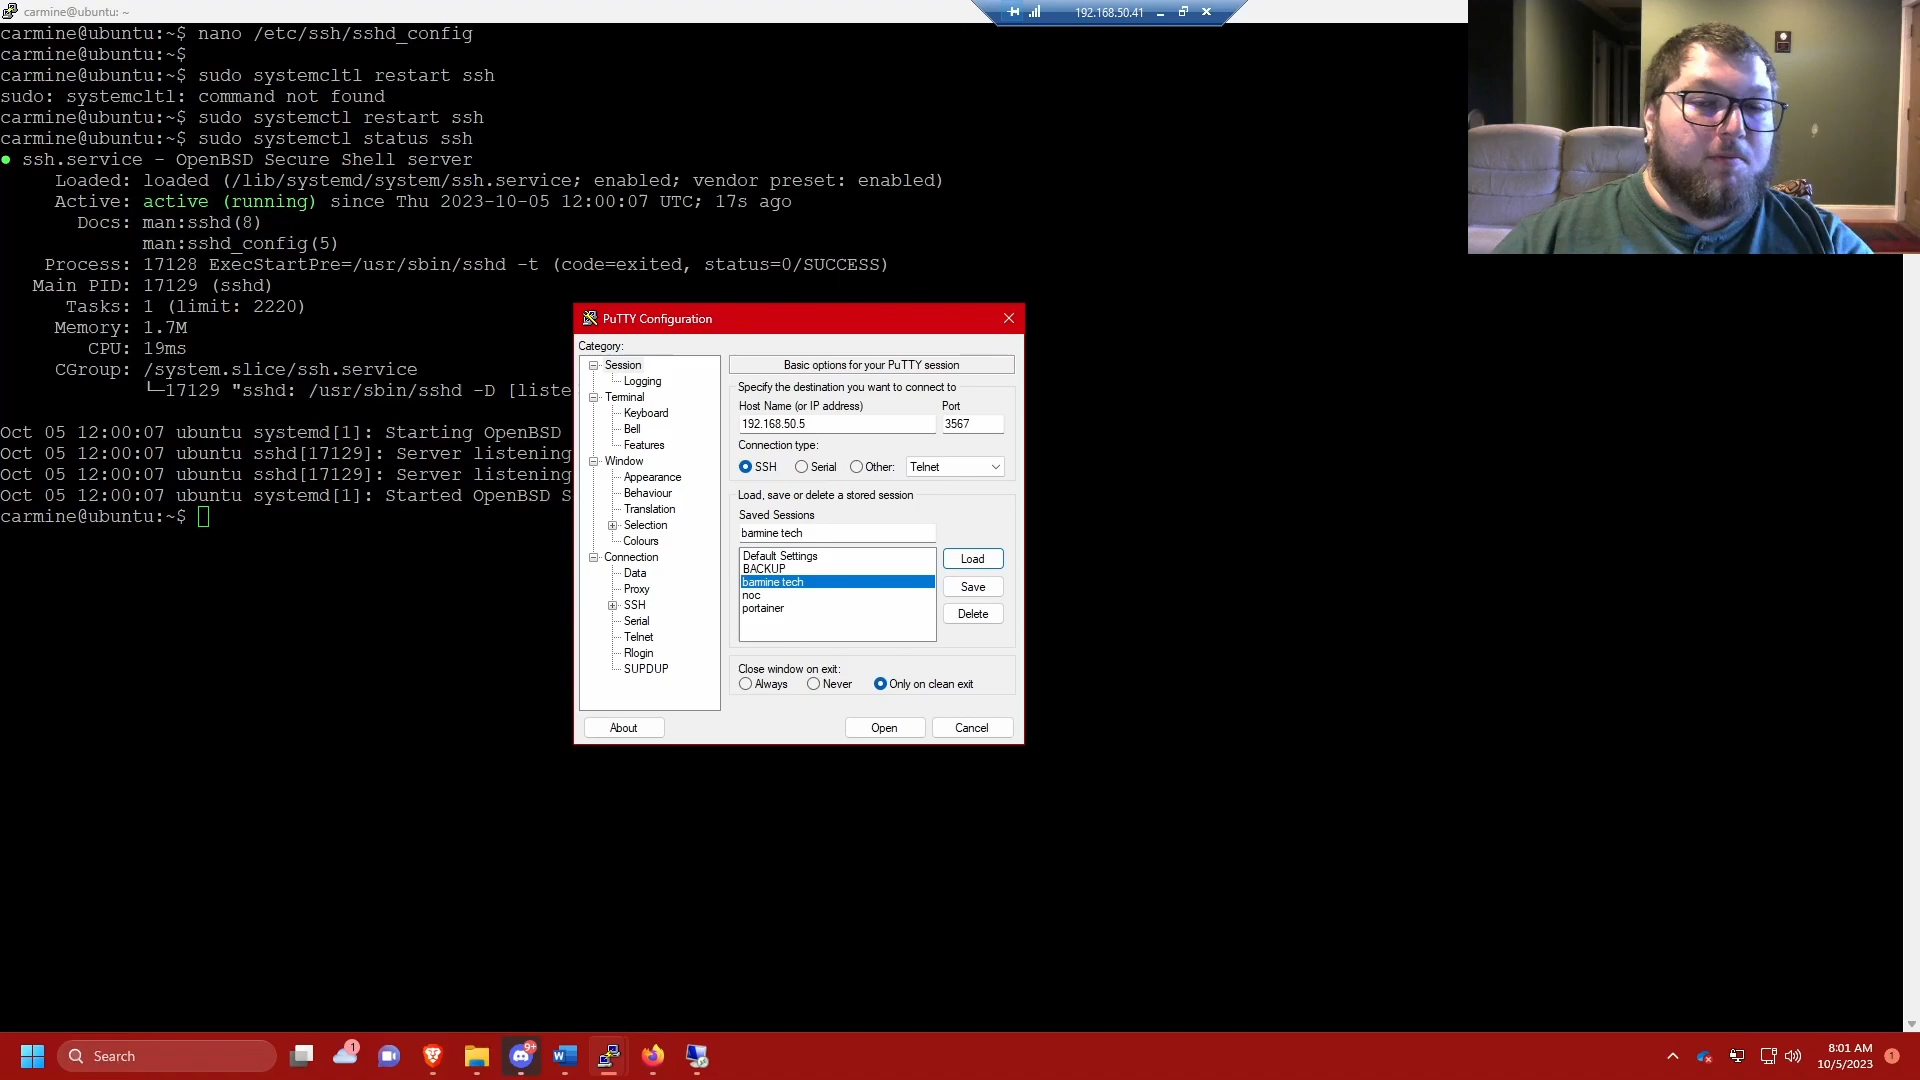 carmine@ubuntu: ~
192.168.50.41
carmine@ubuntu:~$ nano /etc/ssh/sshd_config
carmine@ubuntu:~$
carmine@ubuntu:~$ sudo systemcltl restart ssh
sudo: systemcltl: command not found
carmine@ubuntu:~$ sudo systemctl restart ssh
carmine@ubuntu:~$ sudo systemctl status ssh
● ssh.service - OpenBSD Secure Shell server
Loaded: loaded (/lib/systemd/system/ssh.service; enabled; vendor preset: enabled)
Active: active (running) since Thu 2023-10-05 12:00:07 UTC; 17s ago
Docs: man:sshd(8)
man:sshd_config(5)
Process: 17128 ExecStartPre=/usr/sbin/sshd -t (code=exited, status=0/SUCCESS)
Main PID: 17129 (sshd)
Tasks: 1 (limit: 2220)
Memory: 1.7M
CPU: 19ms
CGroup: /system.slice/ssh.service
└─17129 "sshd: /usr/sbin/sshd -D [liste
Oct 05 12:00:07 ubuntu systemd[1]: Starting OpenBSD
Oct 05 12:00:07 ubuntu sshd[17129]: Server listening
Oct 05 12:00:07 ubuntu sshd[17129]: Server listening
Oct 05 12:00:07 ubuntu systemd[1]: Started OpenBSD S
carmine@ubuntu:~$
PuTTY Configuration
Category:
Session
Logging
Terminal
Keyboard
Bell
Features
Window
Appearance
Behaviour
Translation
Selection
Colours
Connection
Data
Proxy
SSH
Serial
Telnet
Rlogin
SUPDUP
Basic options for your PuTTY session
Specify the destination you want to connect to
Host Name (or IP address) Port
192.168.50.5 3567
Connection type:
SSH Serial Other: Telnet
Load, save or delete a stored session
Saved Sessions
barmine tech
Default Settings
BACKUP
barmine tech
noc
portainer
Load
Save
Delete
Close window on exit:
Always Never Only on clean exit
About Open Cancel
Search
1
9+
8:01 AM
10/5/2023
1